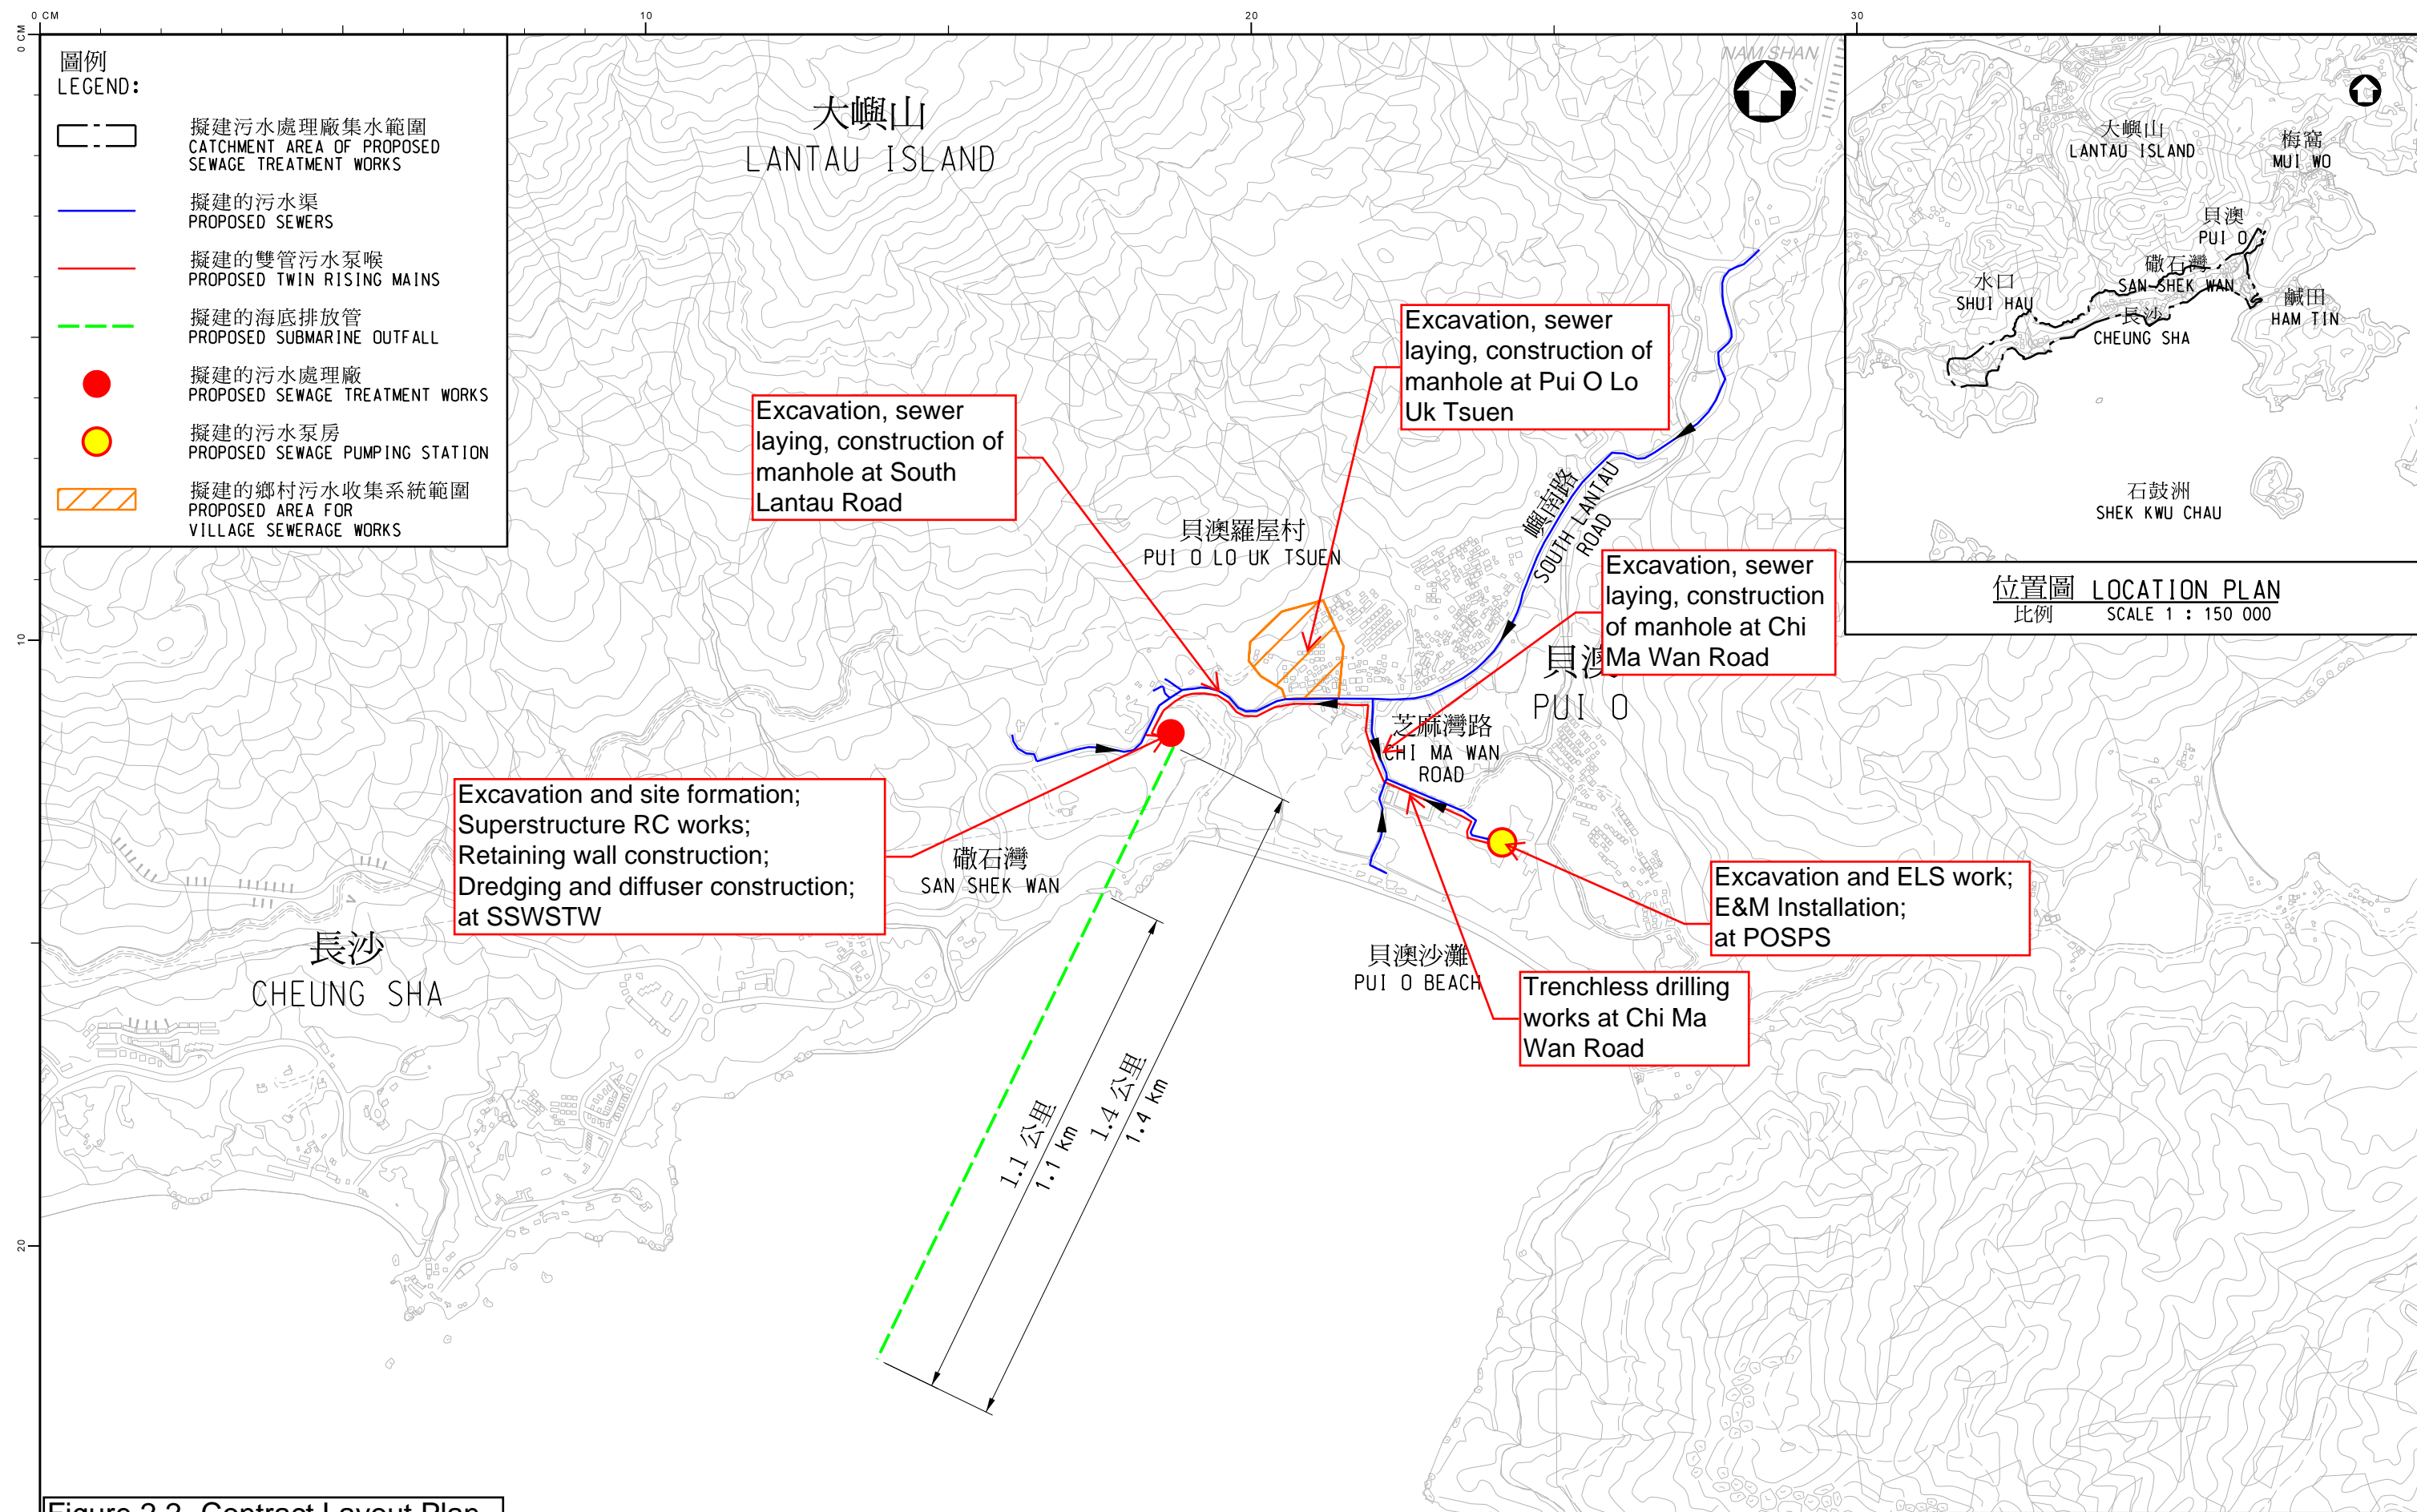 0 CM
10
20
30
0 CM
10
20
圖例
LEGEND:
擬建污水處理廠集水範圍
CATCHMENT AREA OF PROPOSED
SEWAGE TREATMENT WORKS
擬建的污水渠
PROPOSED SEWERS
擬建的雙管污水泵喉
PROPOSED TWIN RISING MAINS
擬建的海底排放管
PROPOSED SUBMARINE OUTFALL
擬建的污水處理廠
PROPOSED SEWAGE TREATMENT WORKS
擬建的污水泵房
PROPOSED SEWAGE PUMPING STATION
擬建的鄉村污水收集系統範圍
PROPOSED AREA FOR
VILLAGE SEWERAGE WORKS
大嶼山
LANTAU ISLAND
NAM SHAN
大嶼山
LANTAU ISLAND
梅窩
MUI WO
貝澳
PUI O
礮石灣
SAN SHEK WAN
水口
SHUI HAU
鹹田
HAM TIN
長沙
CHEUNG SHA
石鼓洲
SHEK KWU CHAU
位置圖 LOCATION PLAN
比例 SCALE 1 : 150 000
Excavation, sewer
laying, construction of
manhole at Pui O Lo
Uk Tsuen
Excavation, sewer
laying, construction of
manhole at South
Lantau Road
貝澳羅屋村
PUI O LO UK TSUEN
嶼南路
SOUTH LANTAU
ROAD
Excavation, sewer
laying, construction
of manhole at Chi
Ma Wan Road
貝澳
PUI O
芝麻灣路
CHI MA WAN
ROAD
Excavation and site formation;
Superstructure RC works;
Retaining wall construction;
Dredging and diffuser construction;
at SSWSTW
礮石灣
SAN SHEK WAN
Excavation and ELS work;
E&M Installation;
at POSPS
長沙
CHEUNG SHA
貝澳沙灘
PUI O BEACH
Trenchless drilling
works at Chi Ma
Wan Road
1.1 公里
1.1 km
1.4 公里
1.4 km
Figure 2.2 Contract Layout Plan